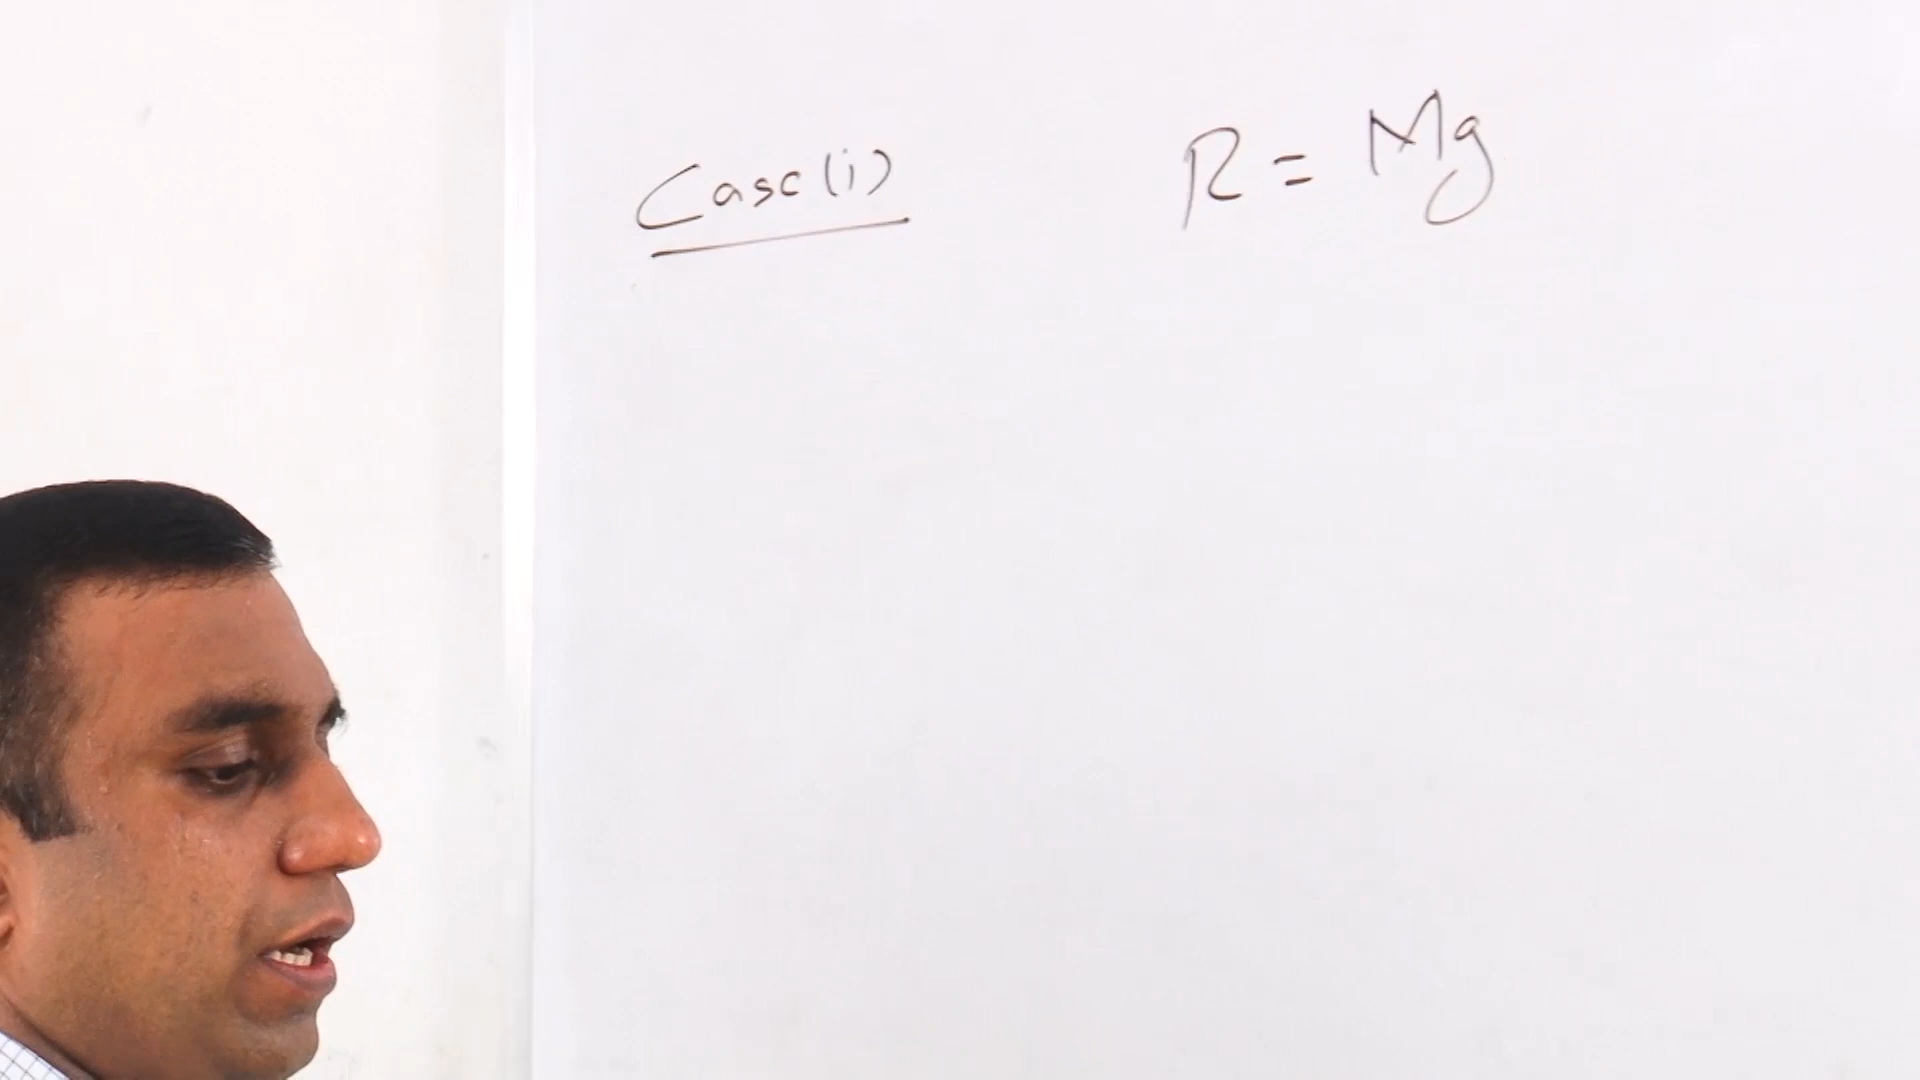 Case (i)
R = Mg